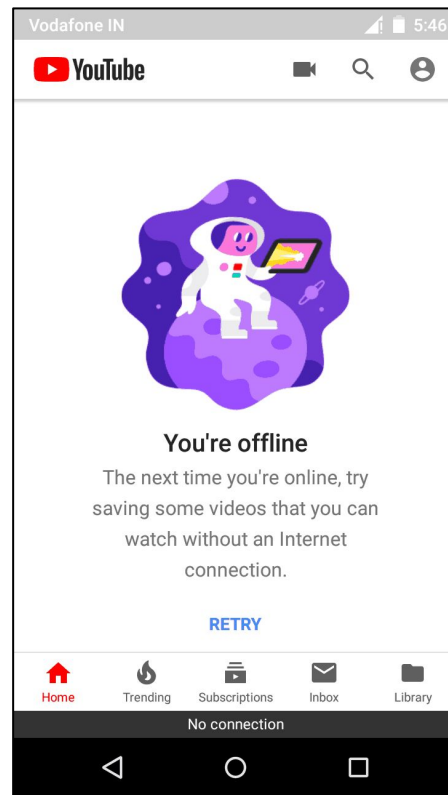 Vodafone IN 5:46
YouTube
You're offline
The next time you're online, try
saving some videos that you can
watch without an Internet
connection.
RETRY
Home Trending Subscriptions Inbox Library
No connection